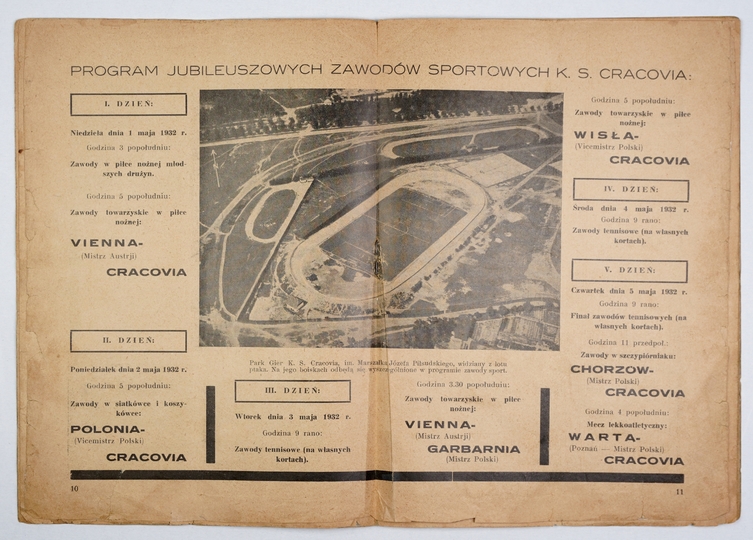 PROGRAM JUBILEUSZOWYCH ZAWODÓW SPORTOWYCH K. S. CRACOVIA:
I. DZIEŃ:
Niedziela dnia 1 maja 1932 r.
Godzina 3 popołudniu:
Zawody w piłce nożnej młod-
szych drużyn.
Godzina 5 popołudniu:
Zawody towarzyskie w piłce
nożnej:
VIENNA-
(Mistrz Austrji)
CRACOVIA
II. DZIEŃ:
Poniedziałek dnia 2 maja 1932 r.
Godzina 5 popołudniu:
Zawody w siatkówce i koszy-
kówce:
POLONIA-
(Vicemistrz Polski)
CRACOVIA
Park Gier K. S. Cracovia, im. Marszałka Józefa Piłsudskiego, widziany z lotu
ptaka. Na jego boiskach odbędą się wyszczególnione w programie zawody sport.
III. DZIEŃ:
Wtorek dnia 3 maja 1932 r.
Godzina 9 rano:
Zawody tennisowe (na własnych
kortach).
Godzina 3.30 popołudniu:
Zawody towarzyskie w piłce
nożnej:
VIENNA-
(Mistrz Austrji)
GARBARNIA
(Mistrz Polski)
Godzina 5 popołudniu:
Zawody towarzyskie w piłce
nożnej:
WISŁA-
(Vicemistrz Polski)
CRACOVIA
IV. DZIEŃ:
Środa dnia 4 maja 1932 r.
Godzina 9 rano:
Zawody tennisowe (na własnych
kortach).
V. DZIEŃ:
Czwartek dnia 5 maja 1932 r.
Godzina 9 rano:
Finał zawodów tennisowych (na
własnych kortach).
Godzina 11 przedpoł.:
Zawody w szczypiórniaku:
CHORZOW-
(Mistrz Polski)
CRACOVIA
Godzina 4 popołudniu:
Mecz lekkoatletyczny:
WARTA-
(Poznań — Mistrz Polski)
CRACOVIA
10
11